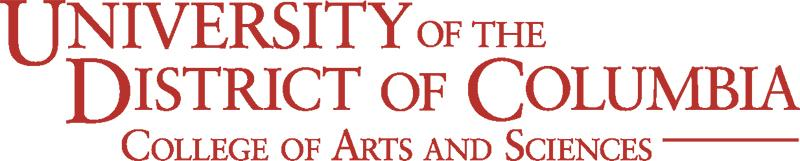 UNIVERSITY OF THE
DISTRICT OF COLUMBIA
COLLEGE OF ARTS AND SCIENCES